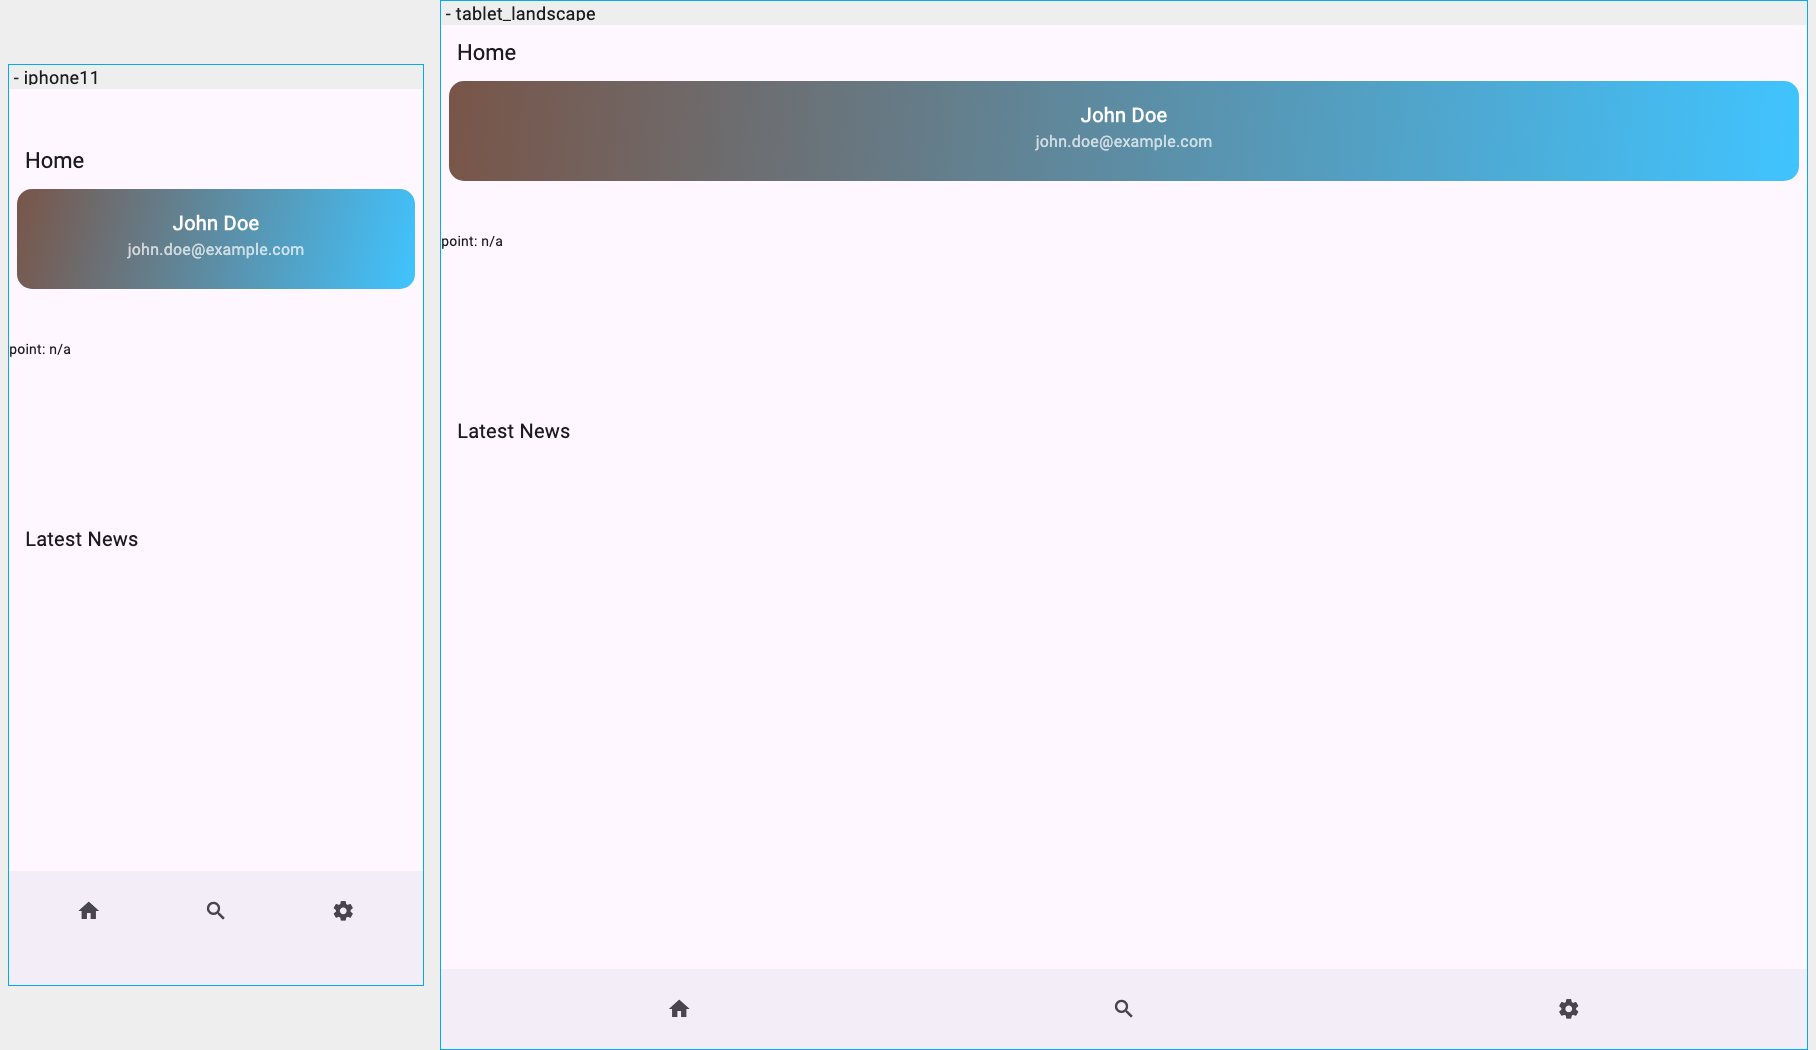 - iphone11
Home
John Doe
john.doe@example.com
point: n/a
Latest News
- tablet_landscape
Home
John Doe
john.doe@example.com
point: n/a
Latest News